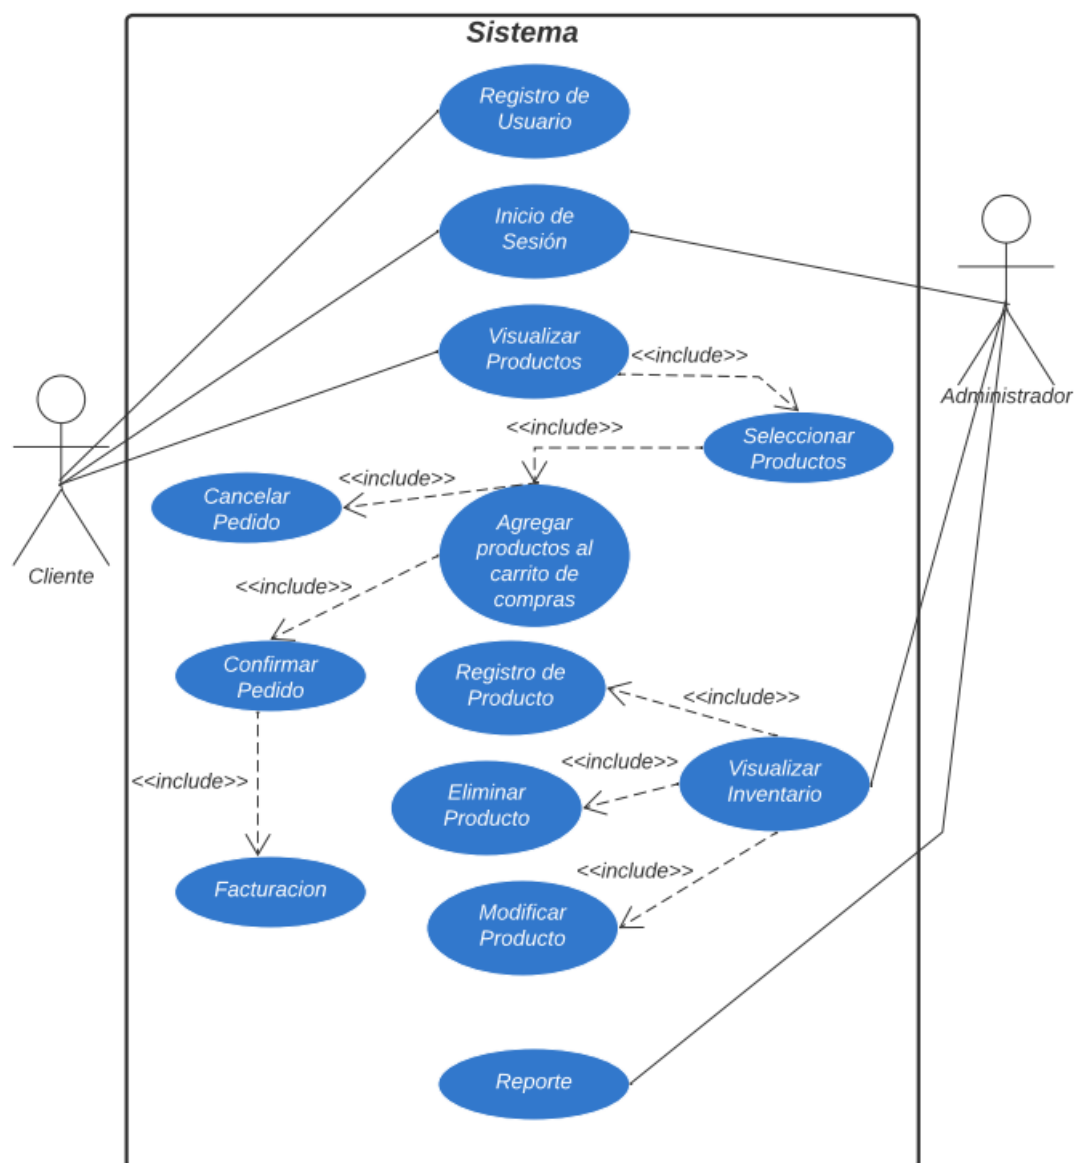 Sistema
Registro de
Usuario
Inicio de
Sesión
Visualizar
Productos
<<include>>
Administrador
<<include>>
Seleccionar
Productos
<<include>>
Cancelar
Pedido
Agregar
productos al
carrito de
compras
Cliente
<<include>>
Confirmar
Pedido
Registro de
Producto
<<include>>
<<include>>
Visualizar
Inventario
<<include>>
Eliminar
Producto
<<include>>
Facturacion
Modificar
Producto
Reporte